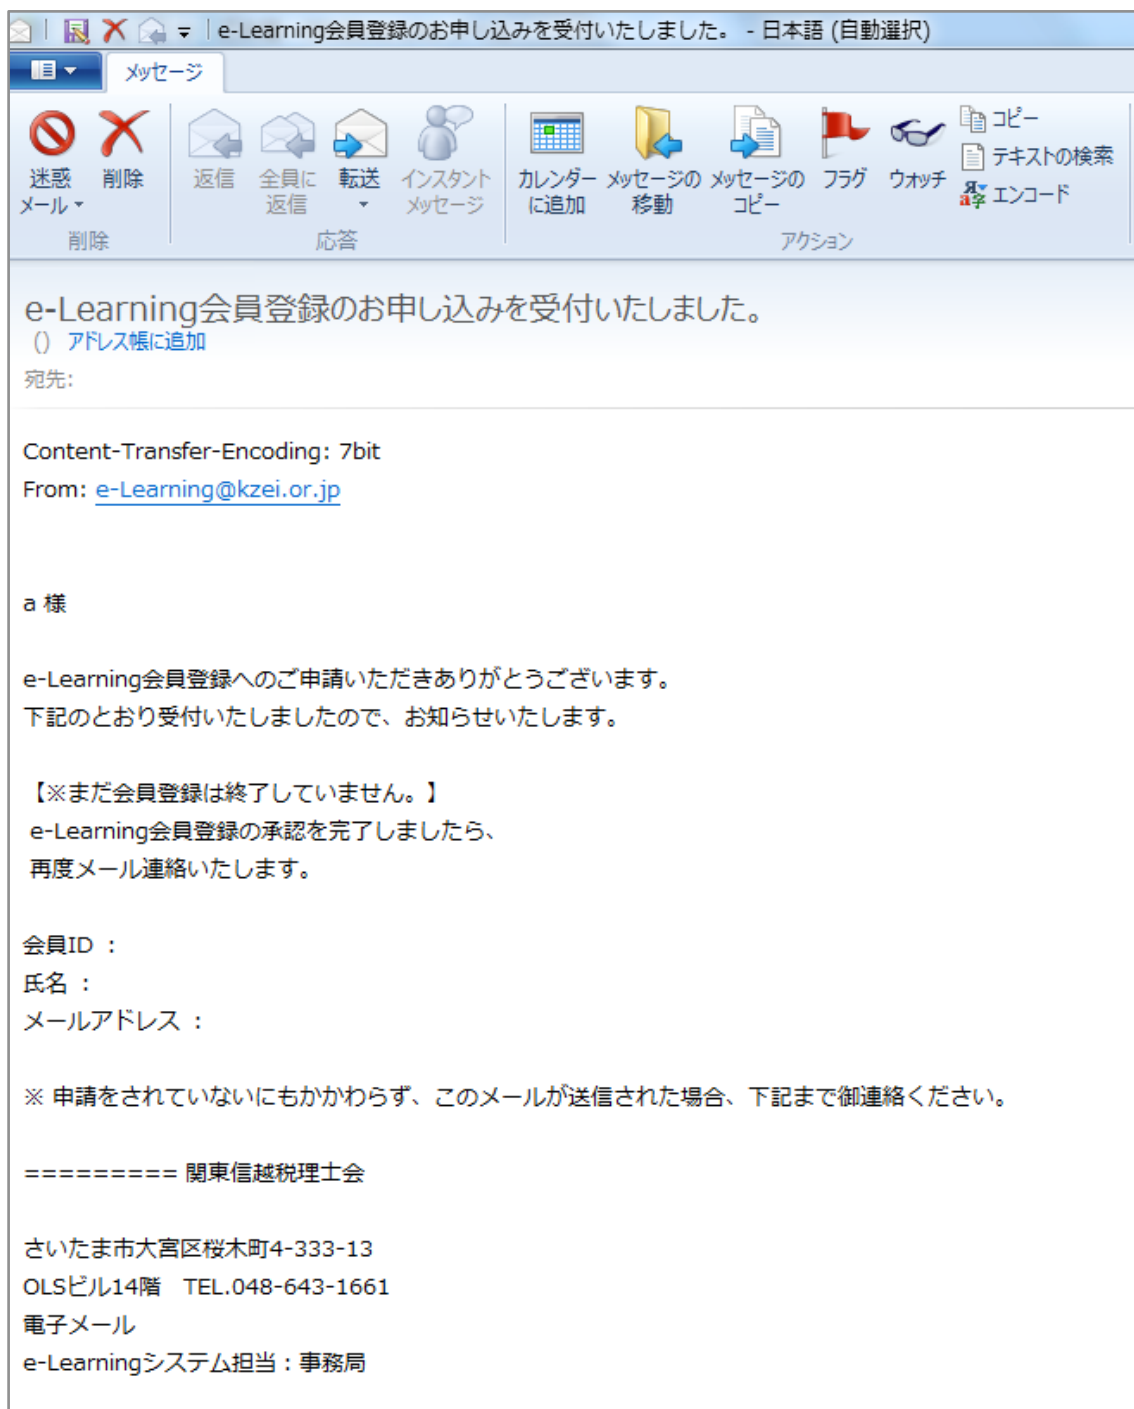 e-Learning会員登録のお申し込みを受付いたしました。 - 日本語 (自動選択)
メッセージ
迷惑メール
削除
返信
全員に返信
転送
インスタントメッセージ
カレンダーに追加
メッセージの移動
メッセージのコピー
フラグ
ウォッチ
コピー
テキストの検索
エンコード
削除
応答
アクション
e-Learning会員登録のお申し込みを受付いたしました。
() アドレス帳に追加
宛先:
Content-Transfer-Encoding: 7bit
From: e-Learning@kzei.or.jp
a 様
e-Learning会員登録へのご申請いただきありがとうございます。
下記のとおり受付いたしましたので、お知らせいたします。
【※まだ会員登録は終了していません。】
e-Learning会員登録の承認を完了しましたら、
再度メール連絡いたします。
会員ID :
氏名 :
メールアドレス :
※ 申請をされていないにもかかわらず、このメールが送信された場合、下記まで御連絡ください。
========= 関東信越税理士会
さいたま市大宮区桜木町4-333-13
OLSビル14階 TEL.048-643-1661
電子メール
e-Learningシステム担当：事務局